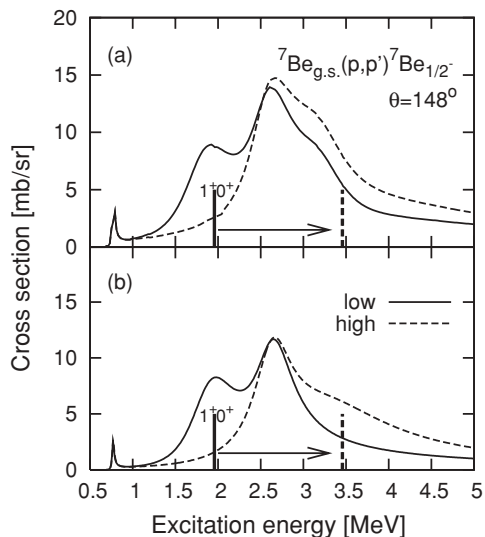 20
(a)
⁷Be_g.s.(p,p')⁷Be_1/2⁻
θ=148°
15
10
5
1⁺0⁺
0
Cross section [mb/sr]
(b)
low
high
15
10
5
1⁺0⁺
0
0.5 1 1.5 2 2.5 3 3.5 4 4.5 5
Excitation energy [MeV]